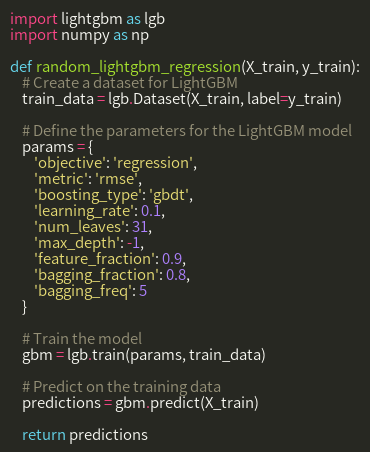 import lightgbm as lgb
import numpy as np

def random_lightgbm_regression(X_train, y_train):
    # Create a dataset for LightGBM
    train_data = lgb.Dataset(X_train, label=y_train)

    # Define the parameters for the LightGBM model
    params = {
        'objective': 'regression',
        'metric': 'rmse',
        'boosting_type': 'gbdt',
        'learning_rate': 0.1,
        'num_leaves': 31,
        'max_depth': -1,
        'feature_fraction': 0.9,
        'bagging_fraction': 0.8,
        'bagging_freq': 5
    }

    # Train the model
    gbm = lgb.train(params, train_data)

    # Predict on the training data
    predictions = gbm.predict(X_train)

    return predictions